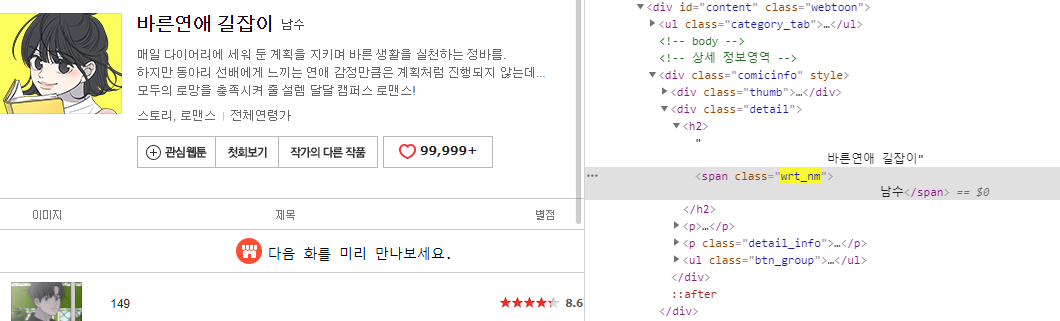 바른연애 길잡이 남수
매일 다이어리에 세워 둔 계획을 지키며 바른 생활을 실천하는 정바름.
하지만 동아리 선배에게 느끼는 연애 감정만큼은 계획처럼 진행되지 않는데...
모두의 로망을 충족시켜 줄 설렘 달달 캠퍼스 로맨스!
스토리, 로맨스 | 전체연령가
관심웹툰 첫회보기 작가의 다른 작품 99,999+
이미지 제목 별점
다음 화를 미리 만나보세요.
149 8.6
<div id="content" class="webtoon">
<ul class="category_tab">…</ul>
<!-- body -->
<!-- 상세 정보영역 -->
<div class="comicinfo" style>
<div class="thumb">…</div>
<div class="detail">
<h2>
"
바른연애 길잡이"
<span class="wrt_nm">
남수</span> == $0
</h2>
<p>…</p>
<p class="detail_info">…</p>
<ul class="btn_group">…</ul>
</div>
::after
</div>